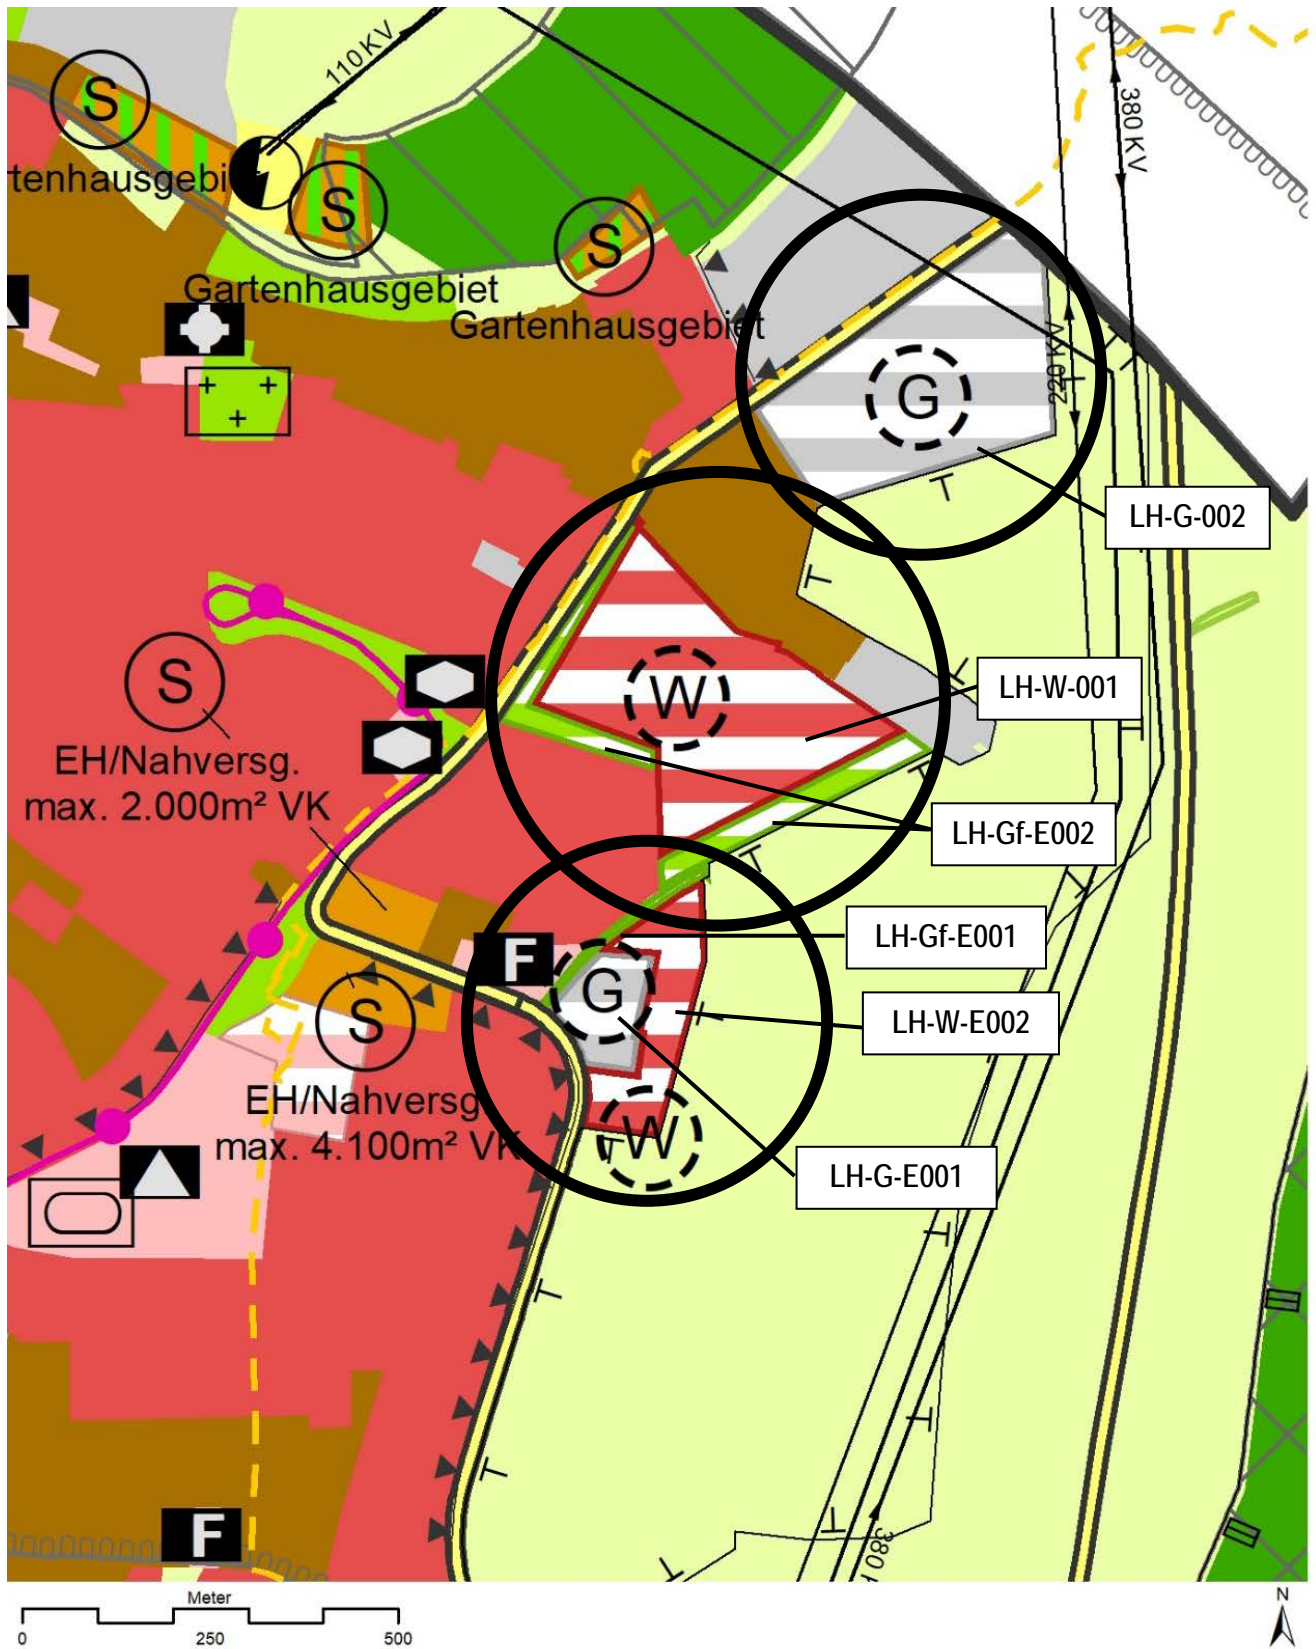 110 KV
380 KV
S
S
S
rtenhausgebi
Gartenhausgebiet
Gartenhausgebiet
220 KV
G
LH-G-002
S
W
LH-W-001
EH/Nahversg.
max. 2.000m² VK
LH-Gf-E002
LH-Gf-E001
F
G
LH-W-E002
S
EH/Nahversg.
max. 4.100m² VK
W
LH-G-E001
F
380
Meter
0 250 500
N